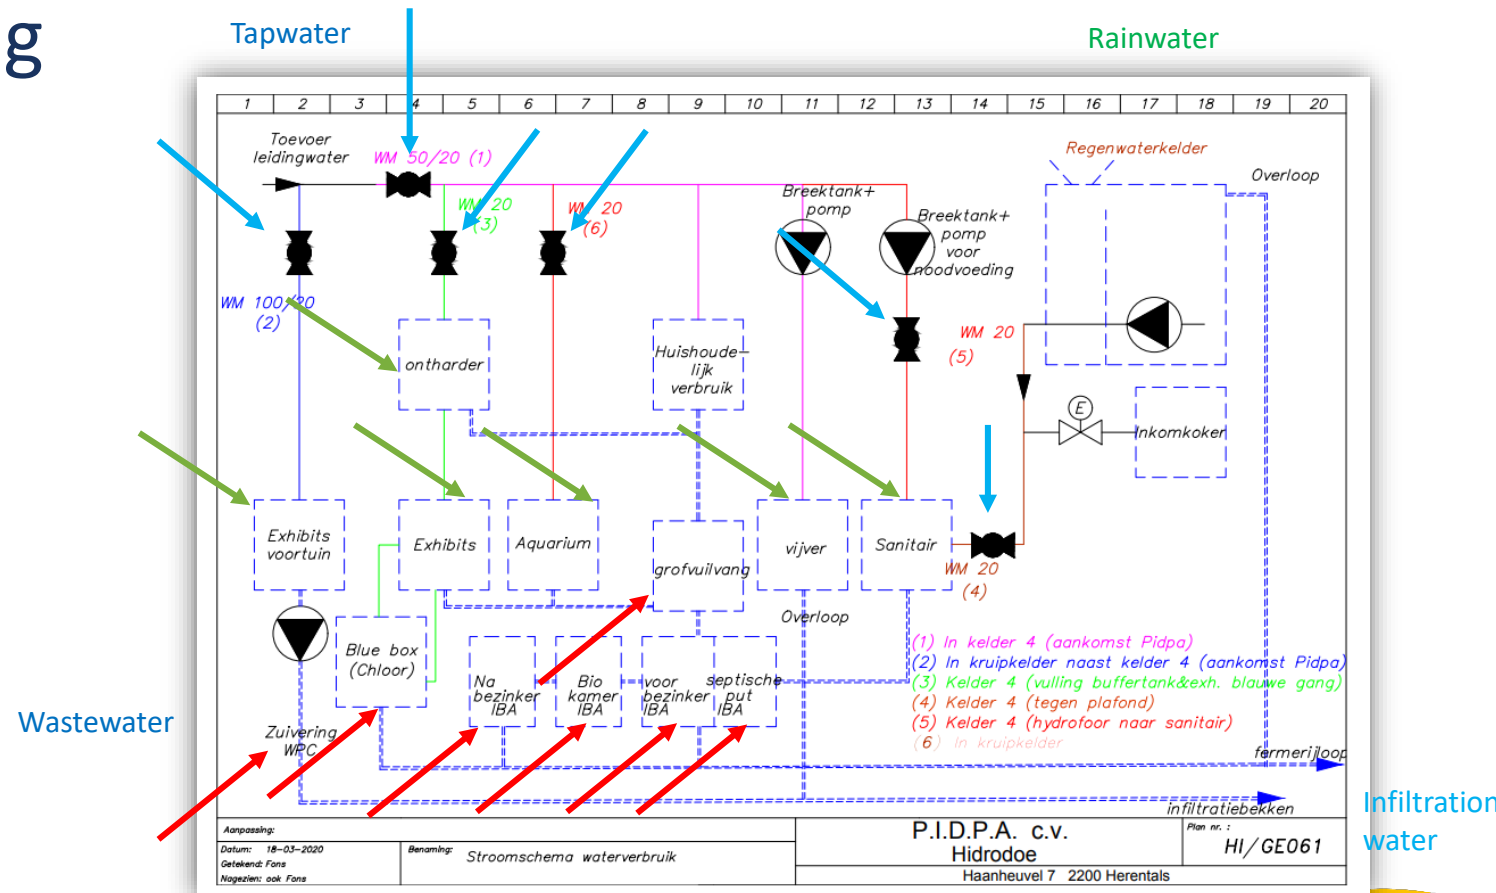 g
Tapwater
Rainwater
1 2 3 4 5 6 7 8 9 10 11 12 13 14 15 16 17 18 19 20
Toevoer
leidingwater
WM 50/20 (1)
Regenwaterkelder
Overloop
WM 20
(3)
WM 20
(6)
Breektank+
pomp
Breektank+
pomp
voor
noodvoeding
WM 100/20
(2)
ontharder
Huishoude-
lijk
verbruik
WM 20
(5)
E
Inkomkoker
Exhibits
voortuin
Exhibits
Aquarium
grofvuilvang
vijver
Sanitair
WM 20
(4)
Overloop
Blue box
(Chloor)
Na
bezinker
IBA
Bio
kamer
IBA
voor
bezinker
IBA
septische
put
IBA
(1) In kelder 4 (aankomst Pidpa)
(2) In kruipkelder naast kelder 4 (aankomst Pidpa)
(3) Kelder 4 (vulling buffertank&exh. blauwe gang)
(4) Kelder 4 (tegen plafond)
(5) Kelder 4 (hydrofoor naar sanitair)
(6) In kruipkelder
Wastewater
Zuivering
WPC
fermerijloop
infiltratiebekken
Infiltration
water
Aanpassing:
Datum: 18-03-2020
Getekend: Fons
Nagezien: ook Fons
Benaming: Stroomschema waterverbruik
P.I.D.P.A. c.v.
Hidrodoe
Haanheuvel 7 2200 Herentals
Plan nr. :
HI/GE061